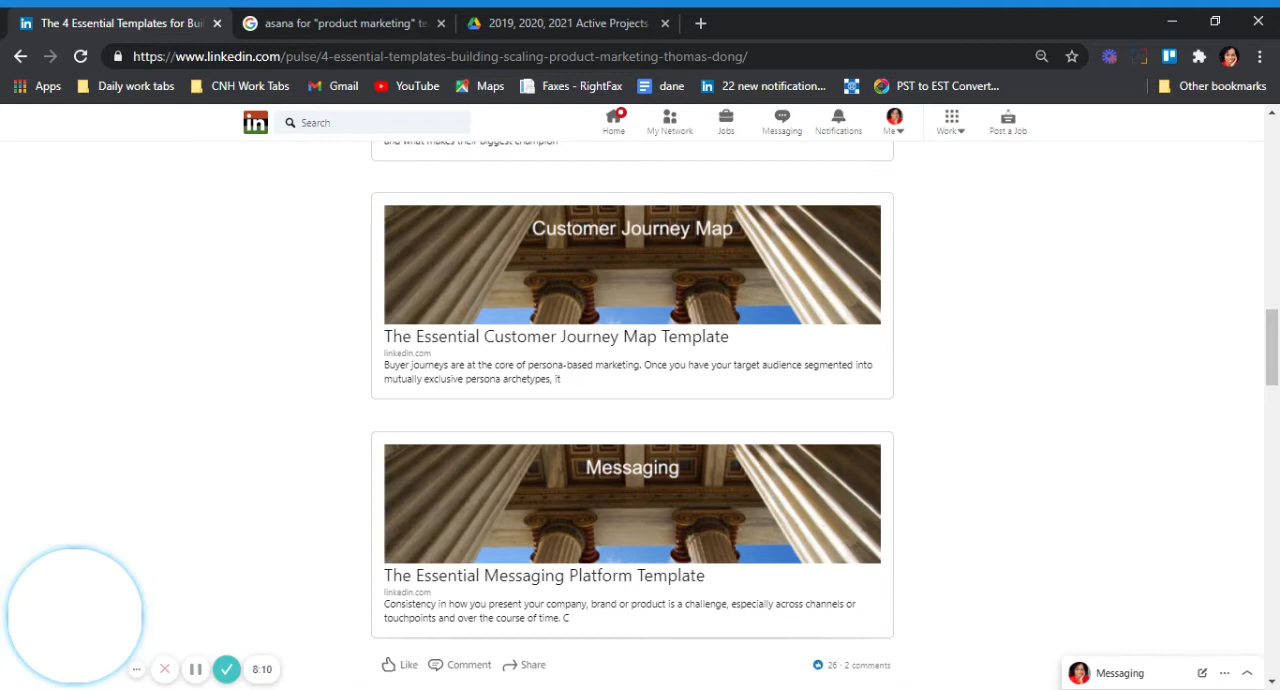 The 4 Essential Templates for Bui
asana for "product marketing" te
2019, 2020, 2021 Active Projects
https://www.linkedin.com/pulse/4-essential-templates-building-scaling-product-marketing-thomas-dong/
Apps
Daily work tabs
CNH Work Tabs
Gmail
YouTube
Maps
Faxes - RightFax
dane
22 new notification...
PST to EST Convert...
Other bookmarks
in
Search
Home
My Network
Jobs
Messaging
Notifications
Me
Work
Post a Job
and what makes their biggest champion
Customer Journey Map
The Essential Customer Journey Map Template
linkedin.com
Buyer journeys are at the core of persona-based marketing. Once you have your target audience segmented into
mutually exclusive persona archetypes, it
Messaging
The Essential Messaging Platform Template
linkedin.com
Consistency in how you present your company, brand or product is a challenge, especially across channels or
touchpoints and over the course of time. C
Like
Comment
Share
26 · 2 comments
8:10
Messaging